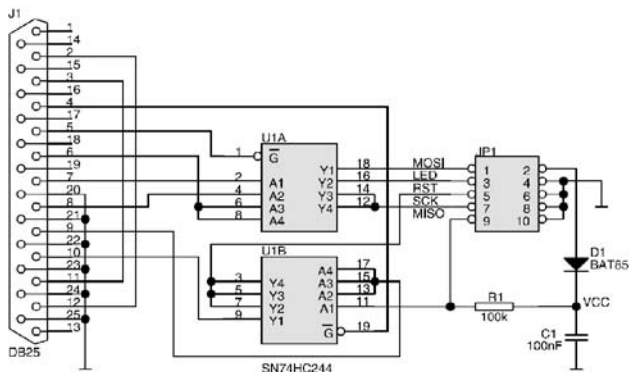 J1
1
14
2
15
3
16
4
17
5
18
6
19
7
20
8
21
9
22
10
23
11
24
12
25
13
DB25
U1A
1 G
2 A1 Y1 18 MOSI
4 A2 Y2 16 LED
6 A3 Y3 14 RST
8 A4 Y4 12 SCK
MISO
U1B
3 Y4 A4 17
5 Y3 A3 15
7 Y2 A2 13
9 Y1 A1 11
G 19
SN74HC244
JP1
1 2
3 4
5 6
7 8
9 10
D1
BAT85
R1
100k
VCC
C1
100nF